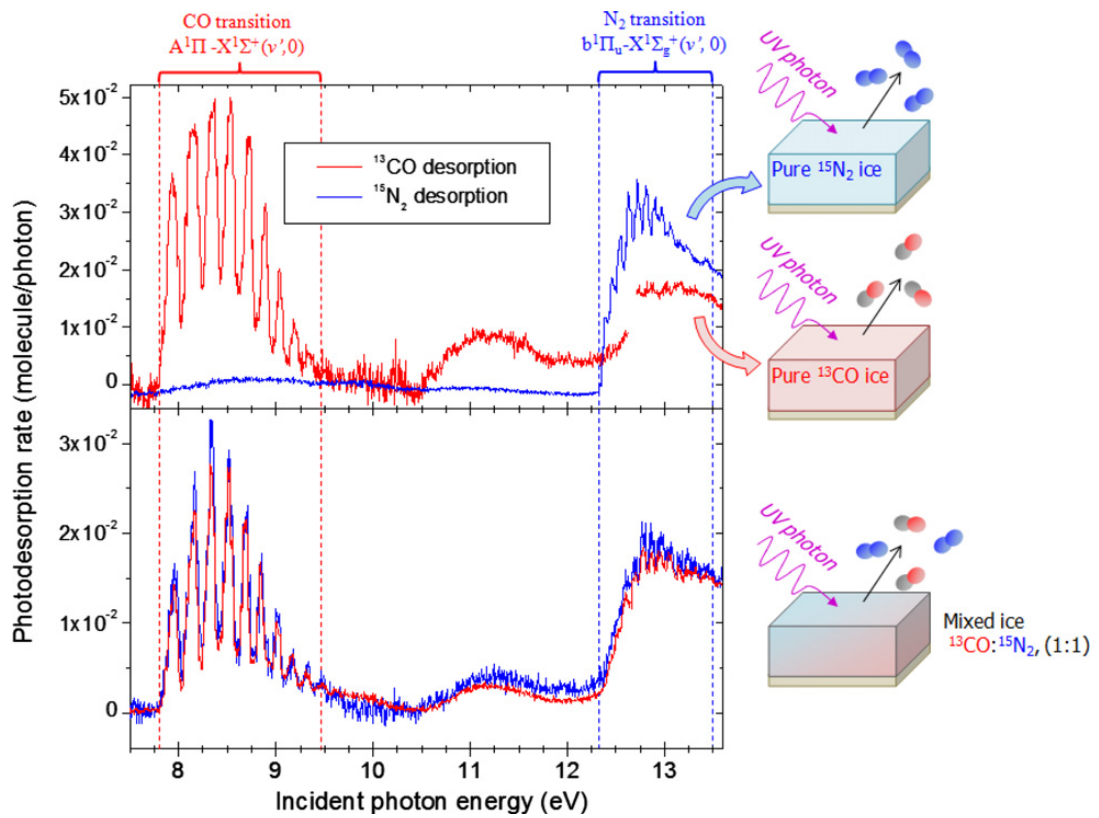 CO transition
A¹Π -X¹Σ⁺(v',0)
N₂ transition
b¹Πᵤ-X¹Σg⁺(v', 0)
5x10⁻²
4x10⁻²
3x10⁻²
2x10⁻²
1x10⁻²
0
¹³CO desorption
¹⁵N₂ desorption
3x10⁻²
2x10⁻²
1x10⁻²
0
8 9 10 11 12 13
Incident photon energy (eV)
Photodesorption rate (molecule/photon)
UV photon
Pure ¹⁵N₂ ice
UV photon
Pure ¹³CO ice
UV photon
Mixed ice
¹³CO:¹⁵N₂, (1:1)